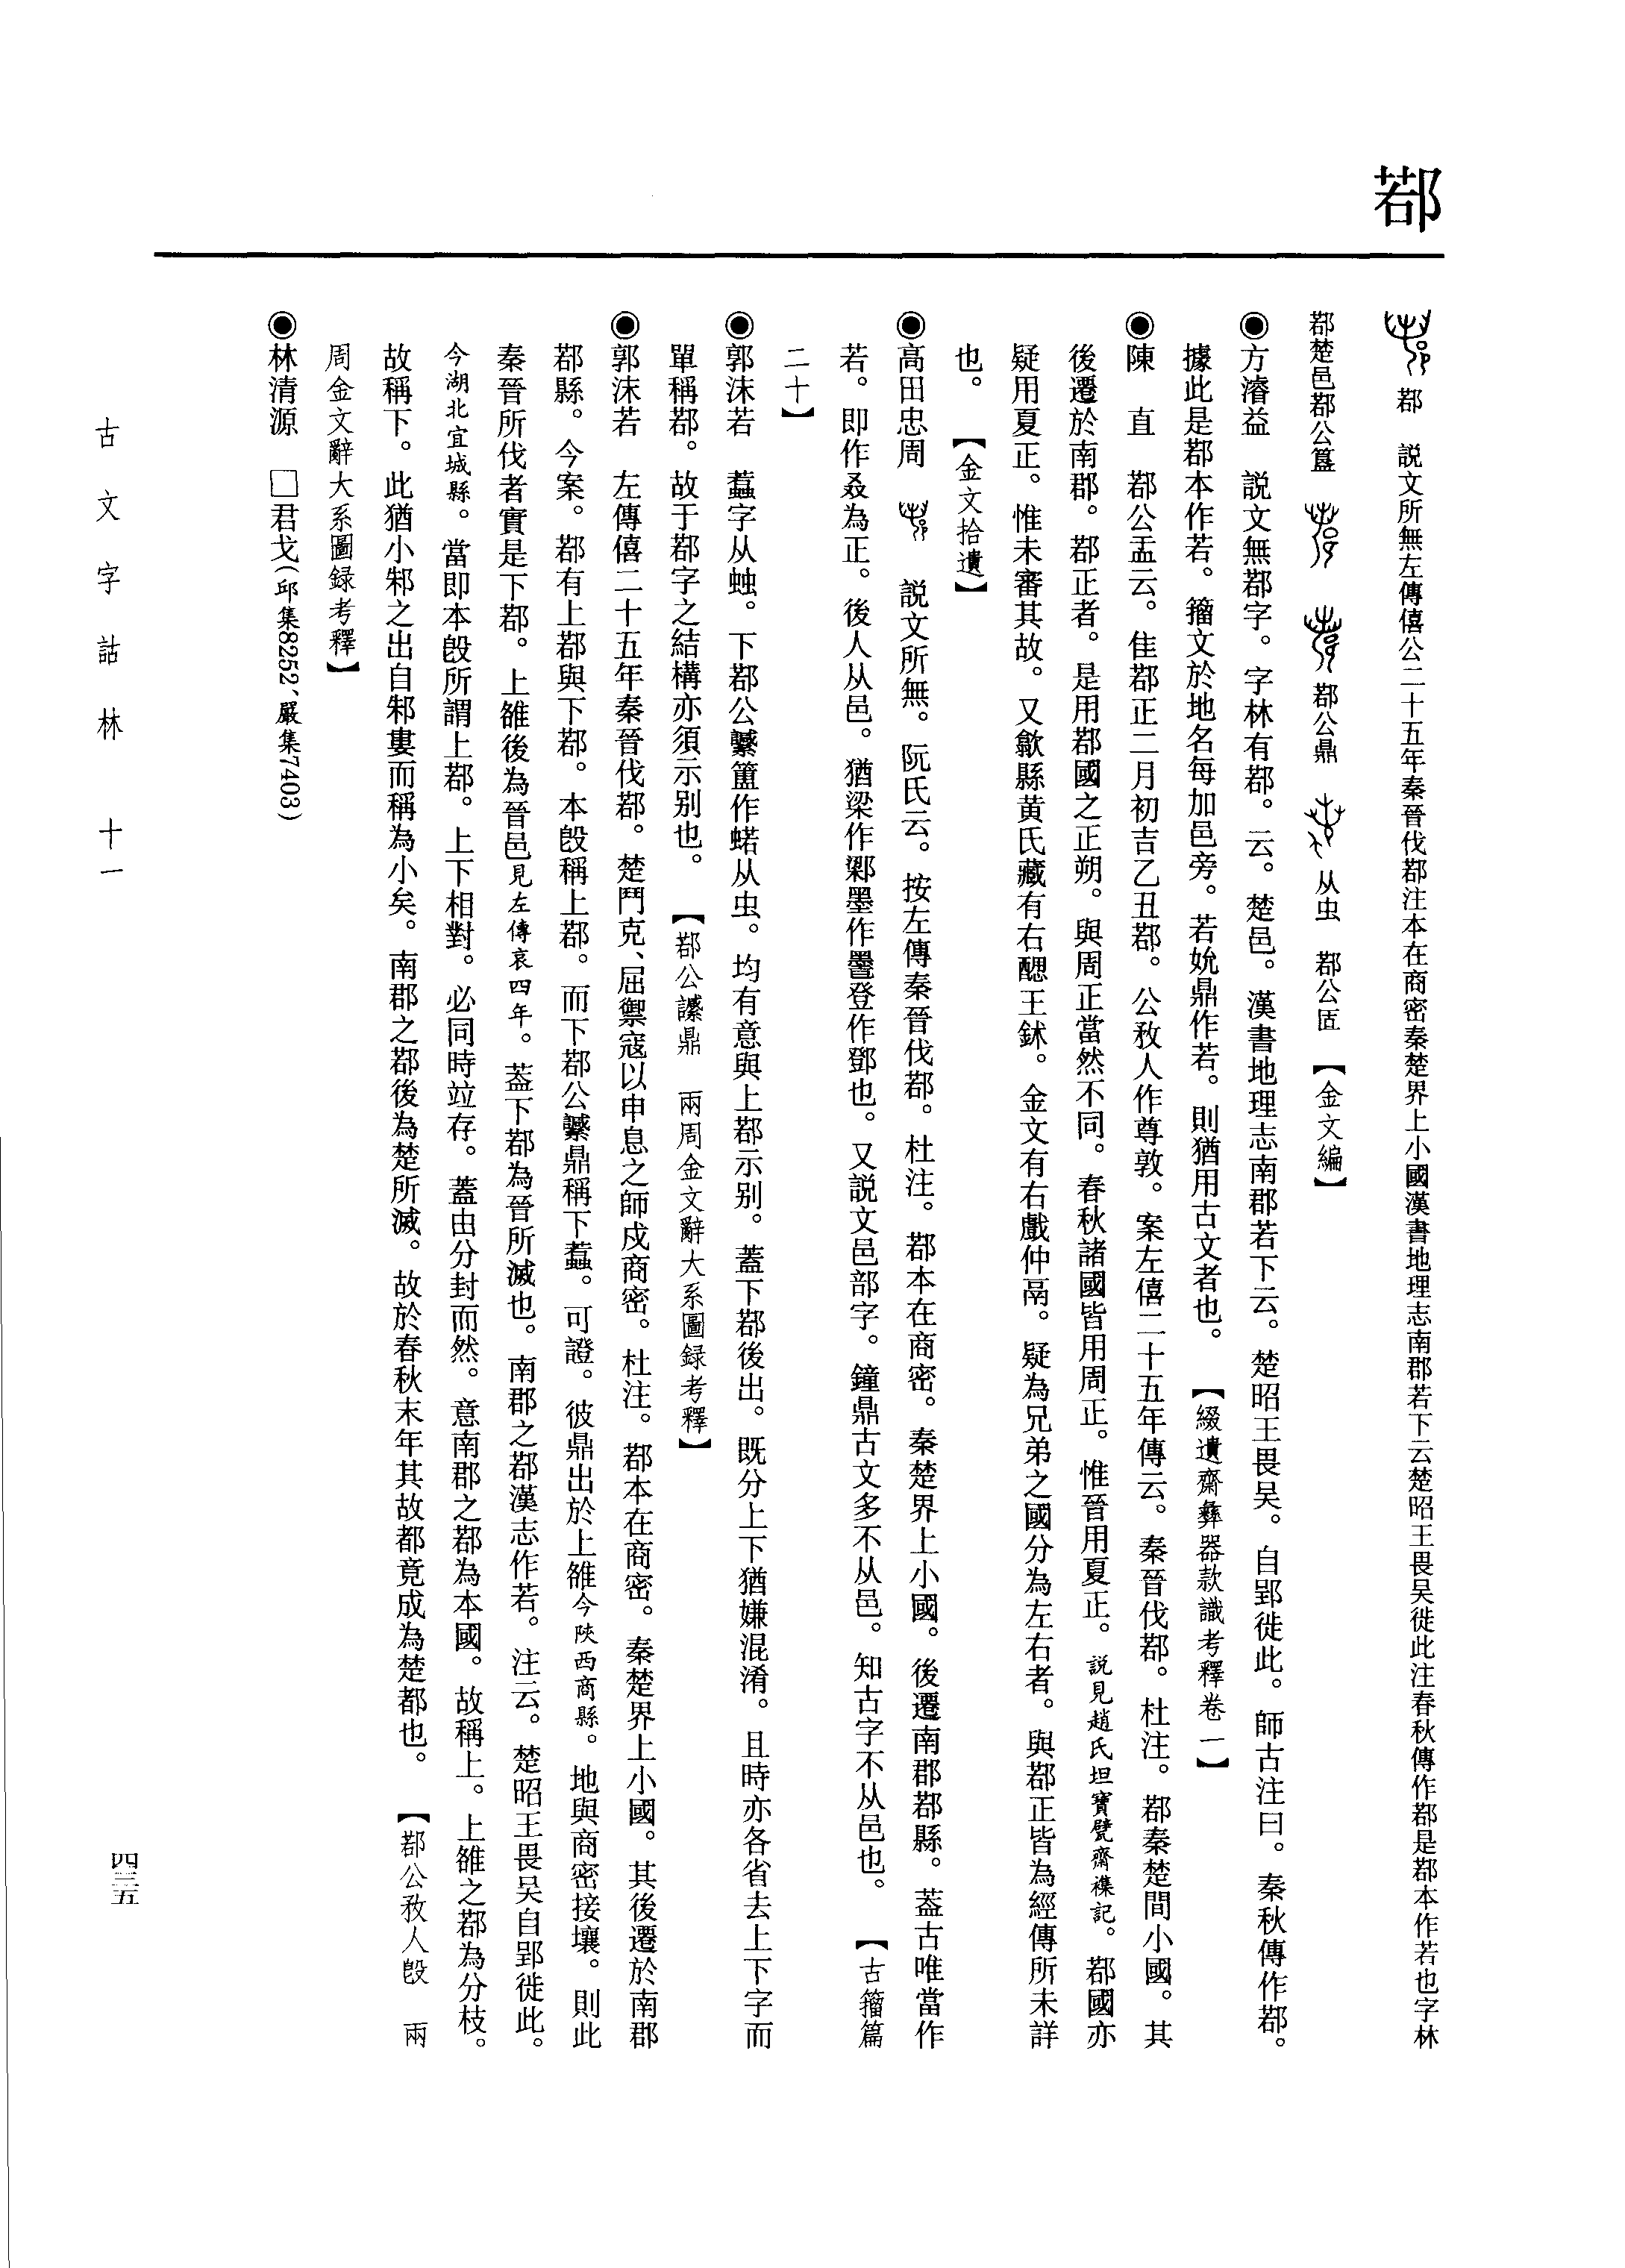 鄀
鄀　説文所無左傳僖公二十五年秦晉伐鄀注本在商密秦楚界上小國漢書地理志南郡若下云楚昭王畏吴徙此注春秋傳作鄀是鄀本作若也字林
鄀楚邑鄀公簋　鄀公鼎　从虫　鄀公匜　【金文編】
◉方濬益　説文無鄀字。字林有鄀。云。楚邑。漢書地理志南郡若下云。楚昭王畏吴。自郢徙此。師古注曰。秦秋傳作鄀。
據此是鄀本作若。籀文於地名每加邑旁。若娧鼎作若。則猶用古文者也。　【綴遺齋彝器款識考釋卷一】
◉陳　直　鄀公盂云。隹鄀正二月初吉乙丑鄀。公敄人作尊敦。案左僖二十五年傳云。秦晉伐鄀。杜注。鄀秦楚間小國。其
後遷於南郡。鄀正者。是用鄀國之正朔。與周正當然不同。春秋諸國皆用周正。惟晉用夏正。説見趙氏坦寶甓齋襍記。鄀國亦
疑用夏正。惟未審其故。又歙縣黄氏藏有右䣛王鉥。金文有右戲仲鬲。疑為兄弟之國分為左右者。與鄀正皆為經傳所未詳
也。　【金文拾遺】
◉高田忠周　説文所無。阮氏云。按左傳秦晉伐鄀。杜注。鄀本在商密。秦楚界上小國。後遷南郡鄀縣。葢古唯當作
若。即作叒為正。後人从邑。猶梁作鄴墨作䣖登作鄧也。又説文邑部字。鐘鼎古文多不从邑。知古字不从邑也。　【古籀篇
二十】
◉郭沫若　蠚字从䖵。下鄀公䜌簠作蠚从虫。均有意與上鄀示别。蓋下鄀後出。既分上下猶嫌混淆。且時亦各省去上下字而
單稱鄀。故于鄀字之結構亦須示别也。　【鄀公䜌鼎　兩周金文辭大系圖録考釋】
◉郭沫若　左傳僖二十五年秦晉伐鄀。楚鬥克、屈禦寇以申息之師戍商密。杜注。鄀本在商密。秦楚界上小國。其後遷於南郡
鄀縣。今案。鄀有上鄀與下鄀。本𣪘稱上鄀。而下鄀公䜌鼎稱下蠚。可證。彼鼎出於上雒今陝西商縣。地與商密接壤。則此
秦晉所伐者實是下鄀。上雒後為晉邑見左傳哀四年。葢下鄀為晉所滅也。南郡之鄀漢志作若。注云。楚昭王畏吴自郢徙此。
今湖北宜城縣。當即本𣪘所謂上鄀。上下相對。必同時竝存。蓋由分封而然。意南郡之鄀為本國。故稱上。上雒之鄀為分枝。
故稱下。此猶小邾之出自邾婁而稱為小矣。南郡之鄀後為楚所滅。故於春秋末年其故都竟成為楚都也。　【鄀公敄人𣪘　兩
周金文辭大系圖録考釋】
◉林清源　□君戈（邱集8252、嚴集7403）
古文字詁林　十一
四三五